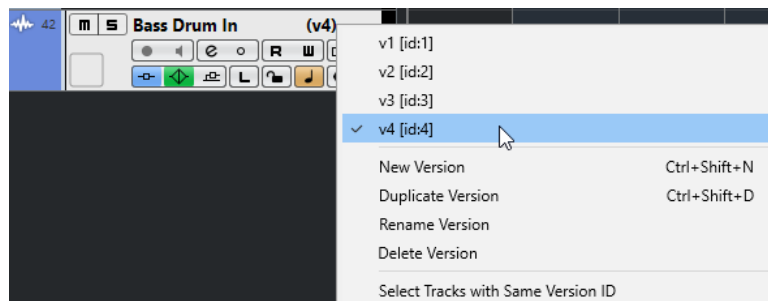 42 m S Bass Drum In (v4)
e R W
L
v1 [id:1]
v2 [id:2]
v3 [id:3]
v4 [id:4]
New Version Ctrl+Shift+N
Duplicate Version Ctrl+Shift+D
Rename Version
Delete Version
Select Tracks with Same Version ID